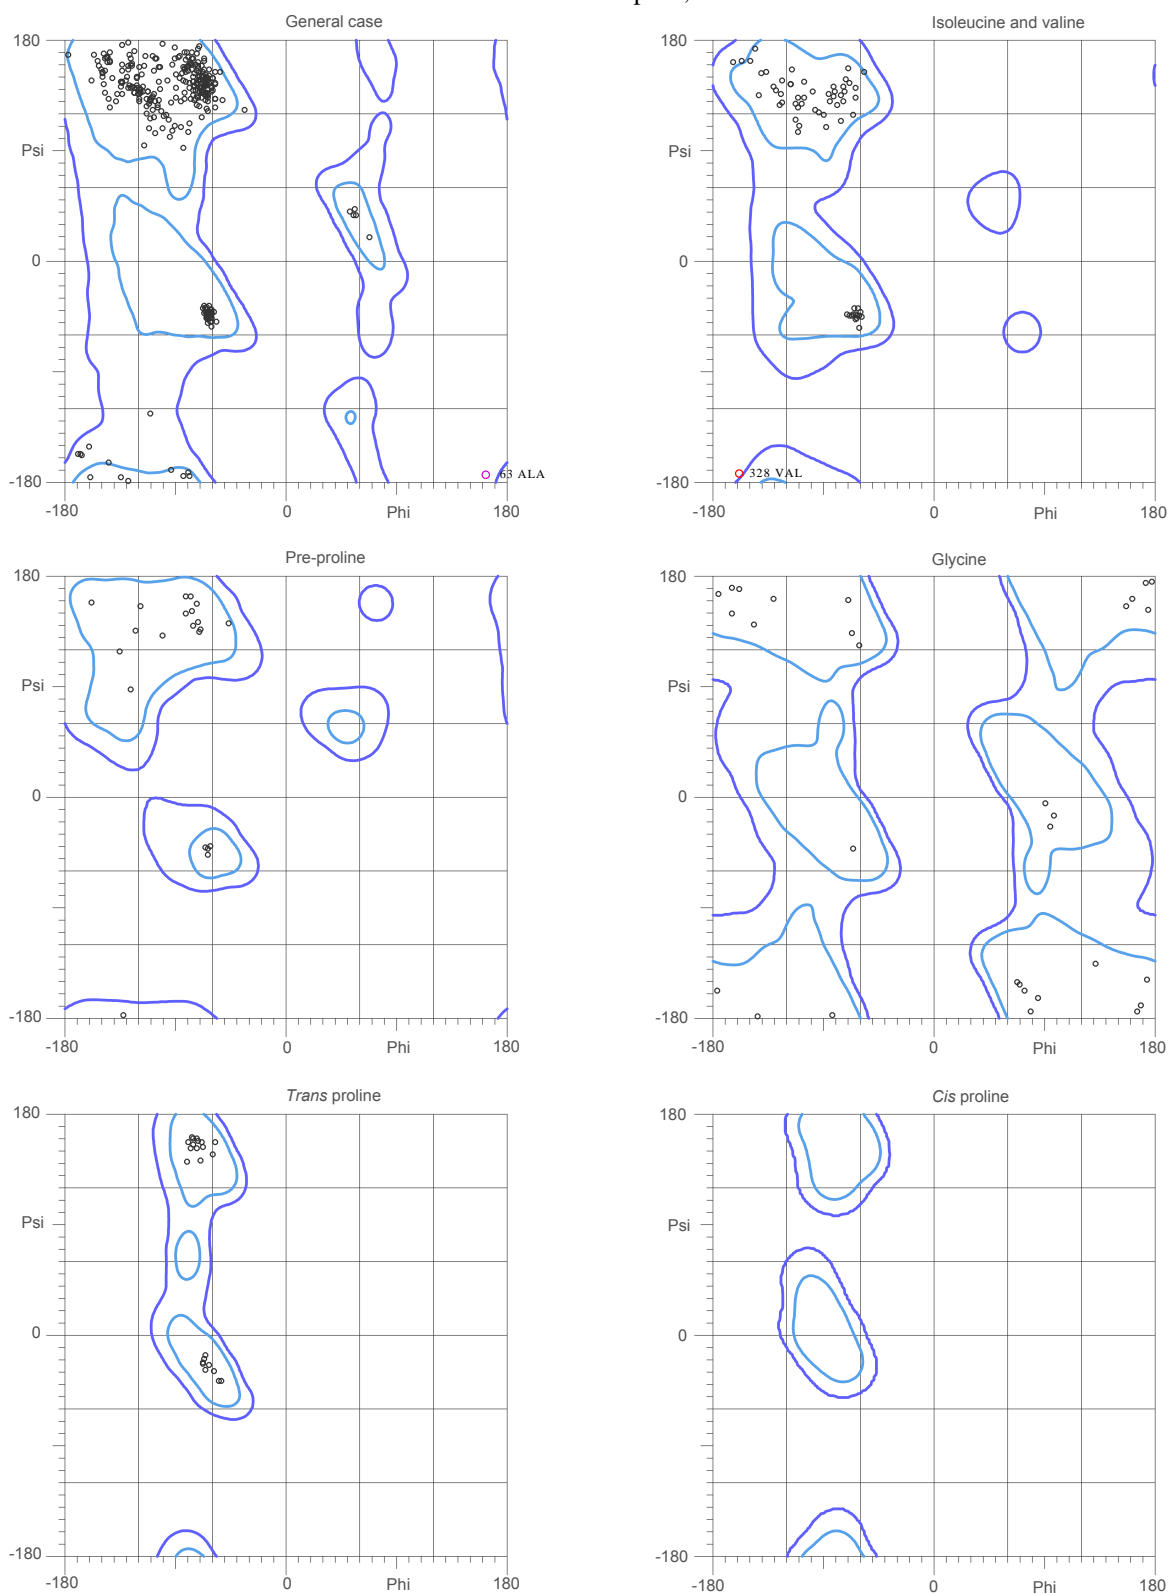 General case
Isoleucine and valine
180
180
Psi
Psi
0
0
63 ALA
328 VAL
-180
-180
-180
0
Phi
180
-180
0
Phi
180
Pre-proline
Glycine
180
180
Psi
Psi
0
0
-180
-180
-180
0
Phi
180
-180
0
Phi
180
Trans proline
Cis proline
180
180
Psi
Psi
0
0
-180
-180
-180
0
Phi
180
-180
0
Phi
180